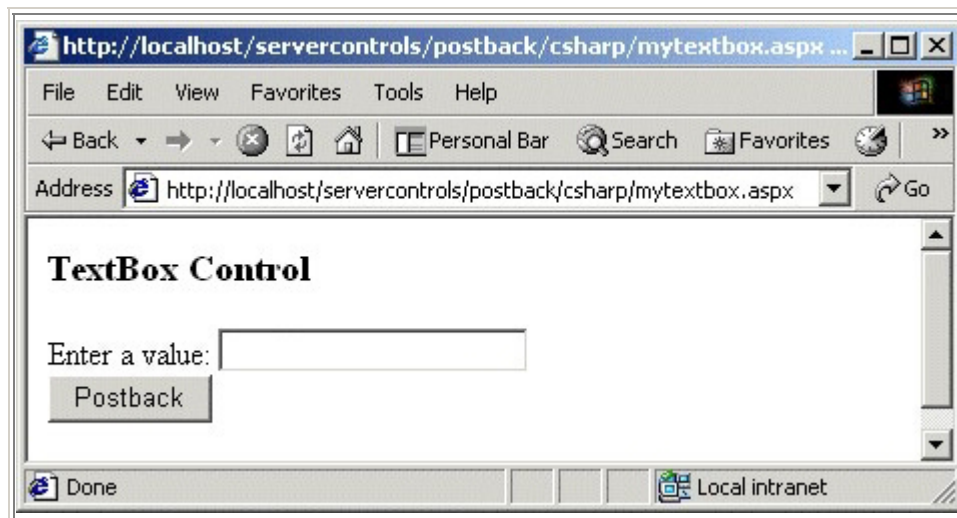 http://localhost/servercontrols/postback/csharp/mytextbox.aspx ...
File Edit View Favorites Tools Help
Back Personal Bar Search Favorites »
Address http://localhost/servercontrols/postback/csharp/mytextbox.aspx Go
TextBox Control
Enter a value:
Postback
Done Local intranet